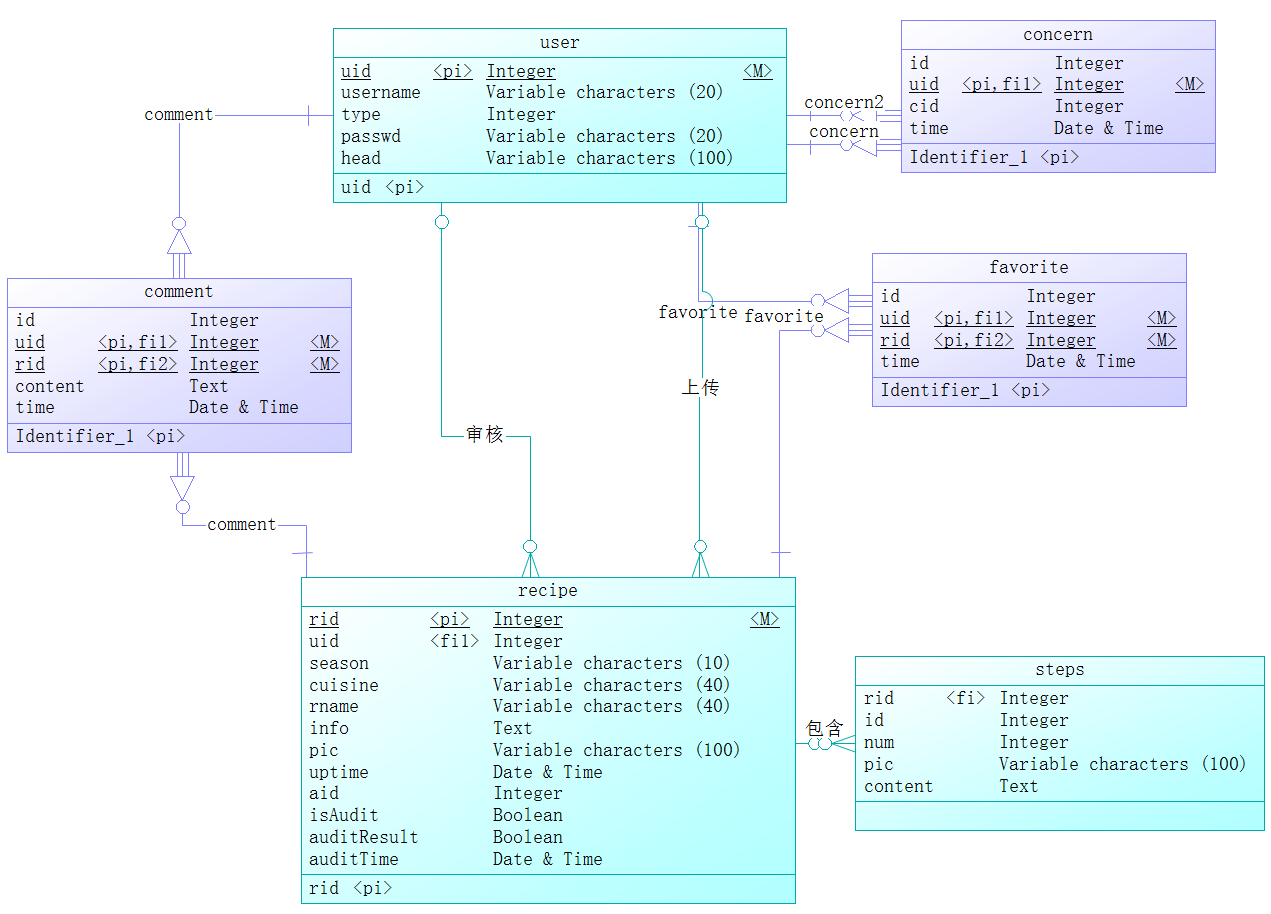 user
uid <pi> Integer <M>
username Variable characters (20)
type Integer
passwd Variable characters (20)
head Variable characters (100)
uid <pi>
concern
id Integer
uid <pi,fi1> Integer <M>
cid Integer
time Date & Time
Identifier_1 <pi>
comment
concern2
concern
comment
id Integer
uid <pi,fi1> Integer <M>
rid <pi,fi2> Integer <M>
content Text
time Date & Time
Identifier_1 <pi>
favorite
id Integer
uid <pi,fi1> Integer <M>
rid <pi,fi2> Integer <M>
time Date & Time
Identifier_1 <pi>
favorite
favorite
上传
审核
comment
recipe
rid <pi> Integer <M>
uid <fi1> Integer
season Variable characters (10)
cuisine Variable characters (40)
rname Variable characters (40)
info Text
pic Variable characters (100)
uptime Date & Time
aid Integer
isAudit Boolean
auditResult Boolean
auditTime Date & Time
rid <pi>
包含
steps
rid <fi> Integer
id Integer
num Integer
pic Variable characters (100)
content Text